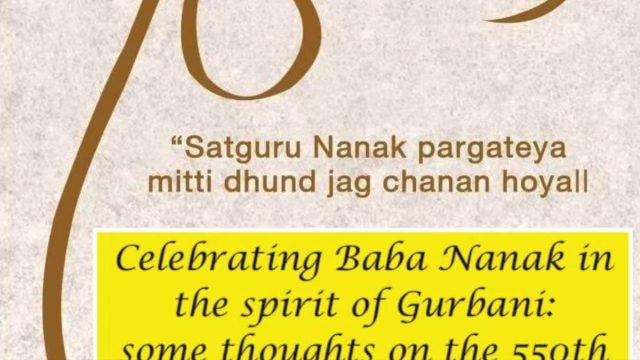 “Satguru Nanak pargateya
mitti dhund jag chanan hoyall
Celebrating Baba Nanak in
the spirit of Gurbani:
some thoughts on the 550th